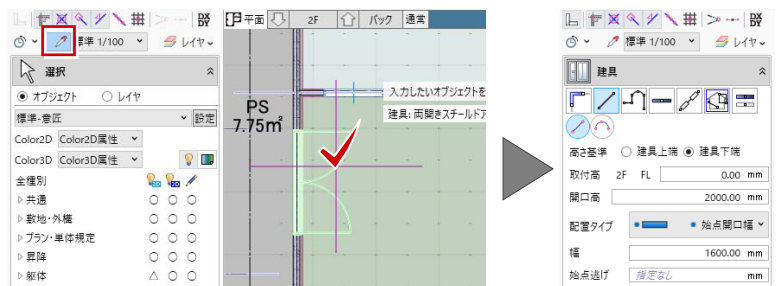 標準 1/100
レイヤ
選択
オブジェクト
レイヤ
標準-意匠
設定
Color2D
Color2D属性
Color3D
Color3D属性
全種別
2D
3D
共通
敷地・外構
プラン・単体規定
昇降
躯体
平面
2F
バック
通常
入力したいオブジェクトを
建具:両開きスチールドア
PS
7.75㎡
標準 1/100
レイヤ
建具
高さ基準
建具上端
建具下端
取付高 2F FL 0.00 mm
開口高 2000.00 mm
配置タイプ
始点開口幅
幅 1600.00 mm
始点逃げ 指定なし mm